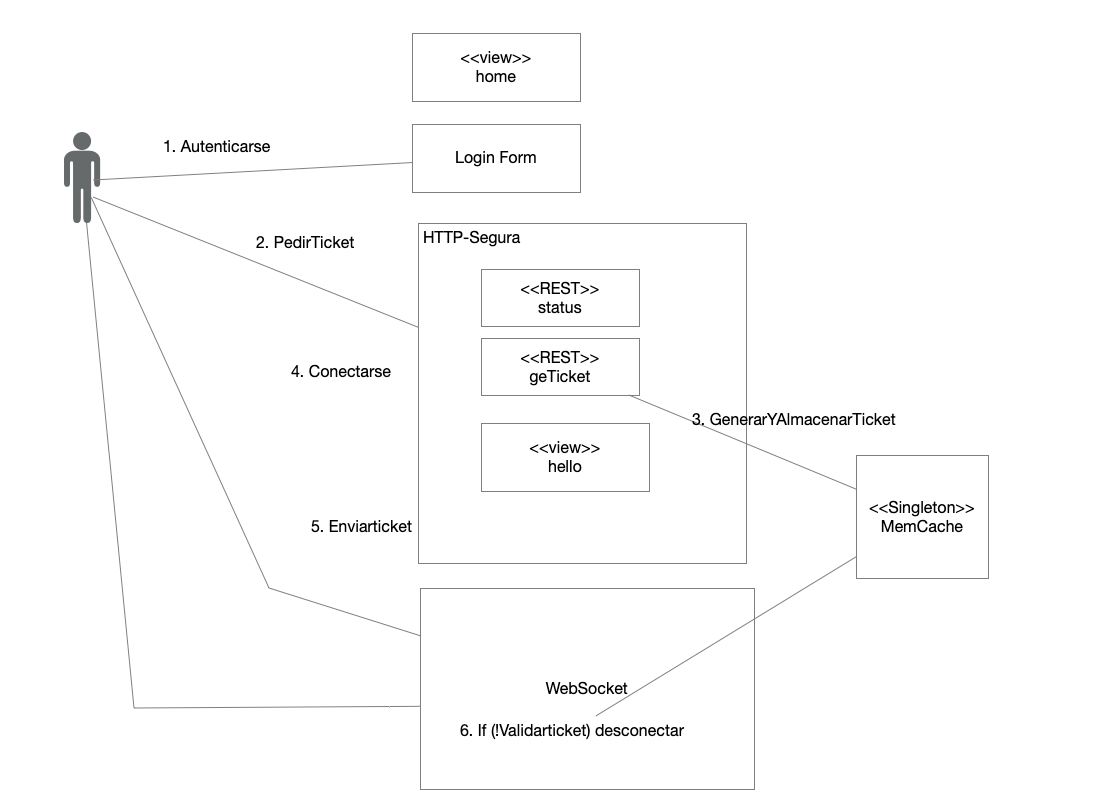 <<view>>
home
1. Autenticarse
Login Form
2. PedirTicket
HTTP-Segura
<<REST>>
status
<<REST>>
geTicket
4. Conectarse
3. GenerarYAlmacenarTicket
<<view>>
hello
<<Singleton>>
MemCache
5. Enviarticket
WebSocket
6. If (!Validarticket) desconectar